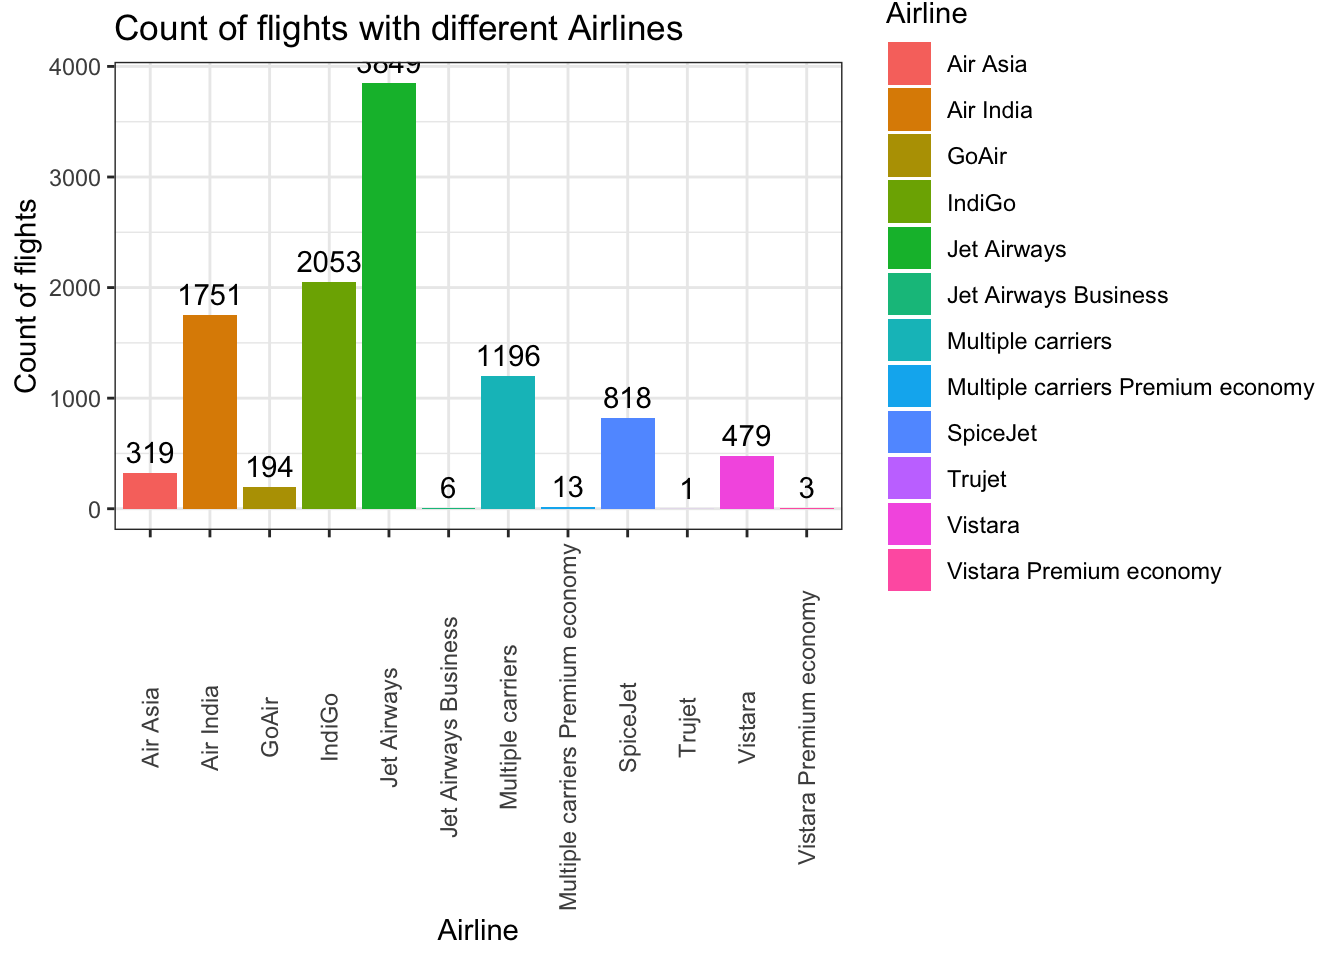 Count of flights with different Airlines
Count of flights
4000
3000
2000
1000
0
319
1751
194
2053
3849
6
1196
13
818
1
479
3
Air Asia
Air India
GoAir
IndiGo
Jet Airways
Jet Airways Business
Multiple carriers
Multiple carriers Premium economy
SpiceJet
Trujet
Vistara
Vistara Premium economy
Airline
Airline
Air Asia
Air India
GoAir
IndiGo
Jet Airways
Jet Airways Business
Multiple carriers
Multiple carriers Premium economy
SpiceJet
Trujet
Vistara
Vistara Premium economy